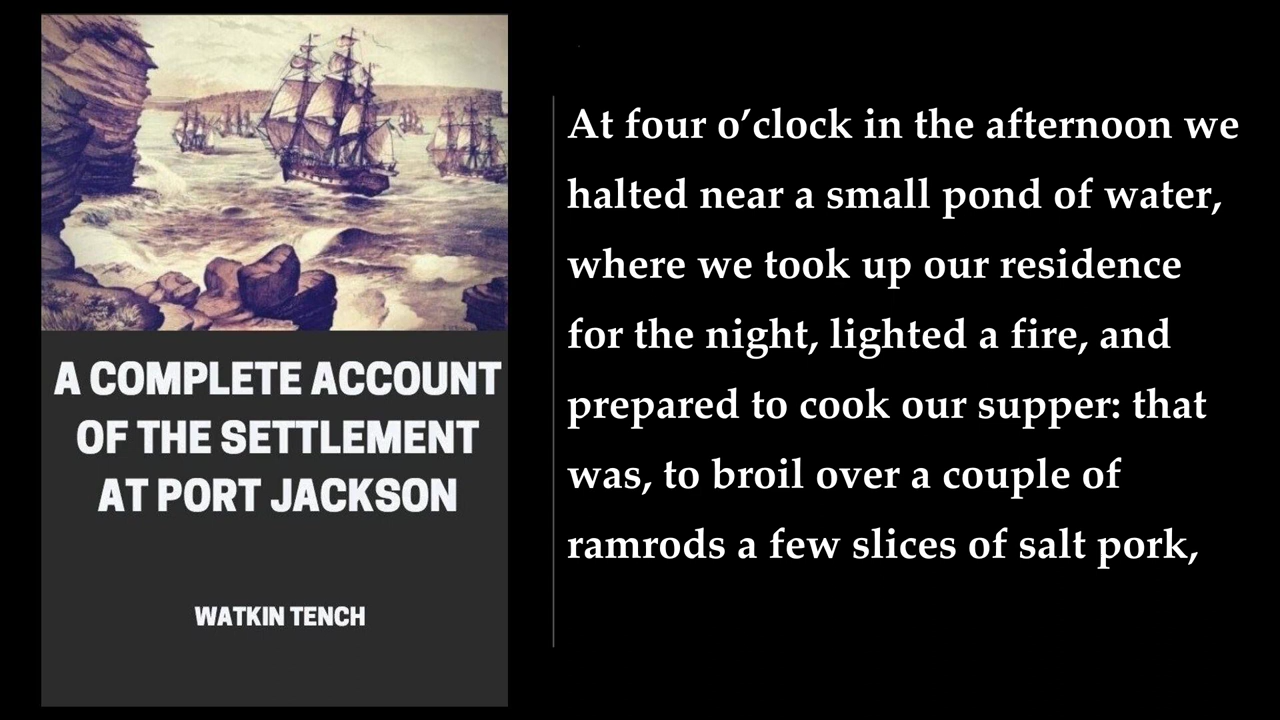 A COMPLETE ACCOUNT
OF THE SETTLEMENT
AT PORT JACKSON
WATKIN TENCH
At four o’clock in the afternoon we
halted near a small pond of water,
where we took up our residence
for the night, lighted a fire, and
prepared to cook our supper: that
was, to broil over a couple of
ramrods a few slices of salt pork,